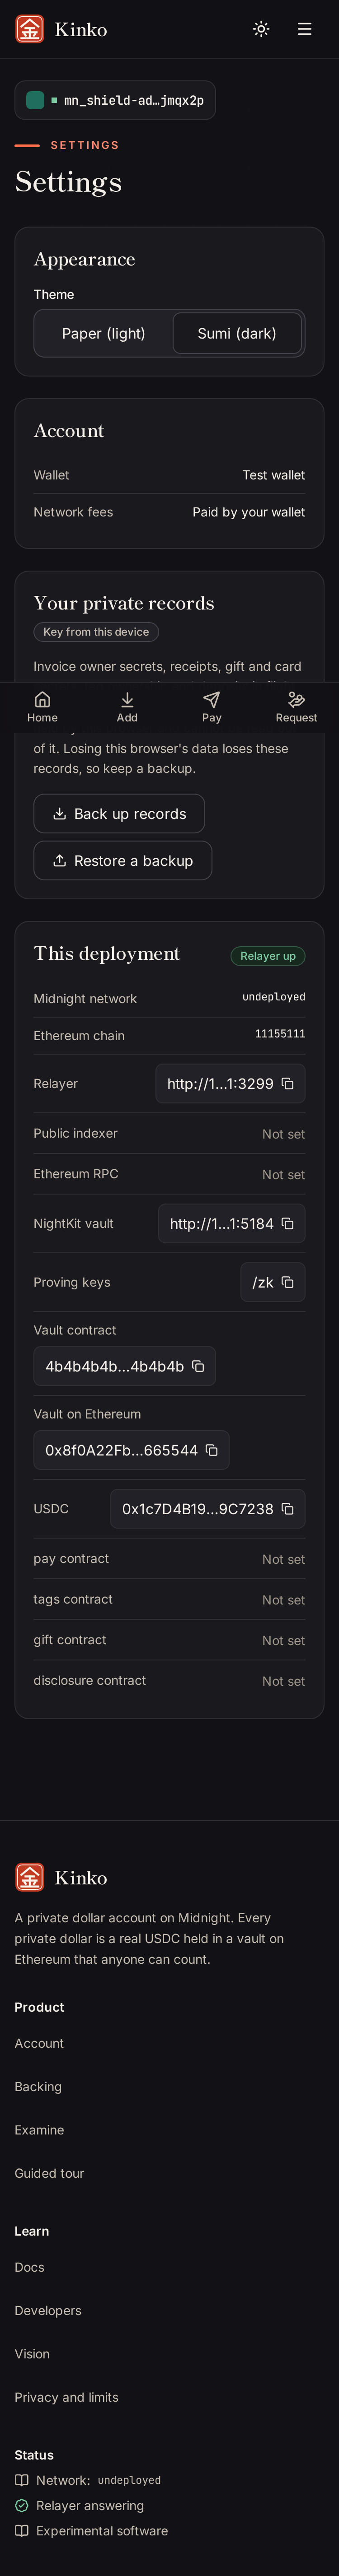 金 Kinko
mn_shield-ad…jmqx2p
SETTINGS
Settings
Appearance
Theme
Paper (light) Sumi (dark)
Account
Wallet Test wallet
Network fees Paid by your wallet
Your private records
Key from this device
Invoice owner secrets, receipts, gift and card
Home Add Pay Request
of it. Losing this browser's data loses these
records, so keep a backup.
Back up records
Restore a backup
This deployment Relayer up
Midnight network undeployed
Ethereum chain 11155111
Relayer http://1…1:3299
Public indexer Not set
Ethereum RPC Not set
NightKit vault http://1…1:5184
Proving keys /zk
Vault contract
4b4b4b4b…4b4b4b
Vault on Ethereum
0x8f0A22Fb…665544
USDC 0x1c7D4B19…9C7238
pay contract Not set
tags contract Not set
gift contract Not set
disclosure contract Not set
金 Kinko
A private dollar account on Midnight. Every
private dollar is a real USDC held in a vault on
Ethereum that anyone can count.
Product
Account
Backing
Examine
Guided tour
Learn
Docs
Developers
Vision
Privacy and limits
Status
Network: undeployed
Relayer answering
Experimental software